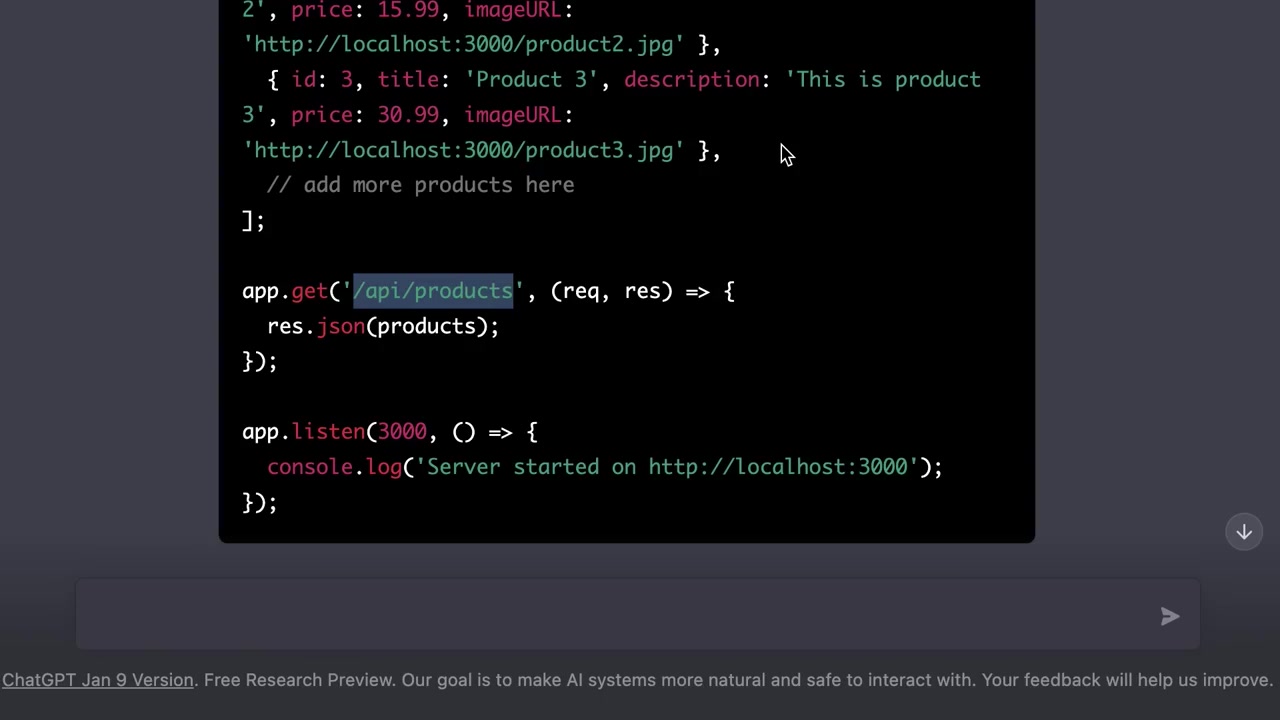 2', price: 15.99, imageURL:
'http://localhost:3000/product2.jpg' },
{ id: 3, title: 'Product 3', description: 'This is product
3', price: 30.99, imageURL:
'http://localhost:3000/product3.jpg' },
// add more products here
];
app.get('/api/products', (req, res) => {
res.json(products);
});
app.listen(3000, () => {
console.log('Server started on http://localhost:3000');
});
ChatGPT Jan 9 Version. Free Research Preview. Our goal is to make AI systems more natural and safe to interact with. Your feedback will help us improve.